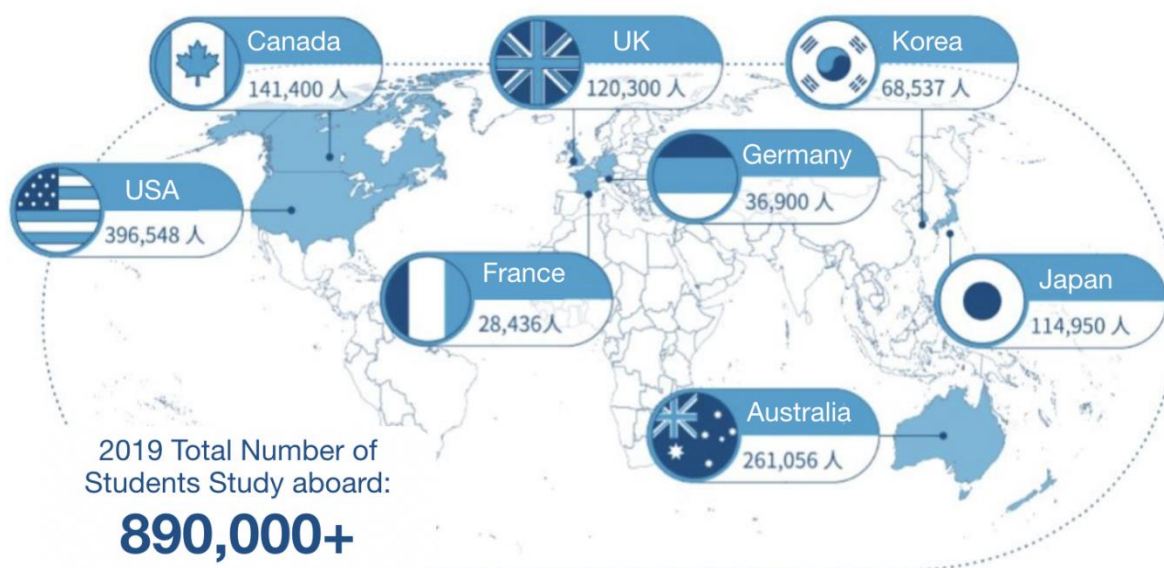 Canada
141,400 人
UK
120,300 人
Korea
68,537 人
USA
396,548 人
Germany
36,900 人
France
28,436人
Japan
114,950 人
Australia
261,056 人
2019 Total Number of
Students Study aboard:
890,000+